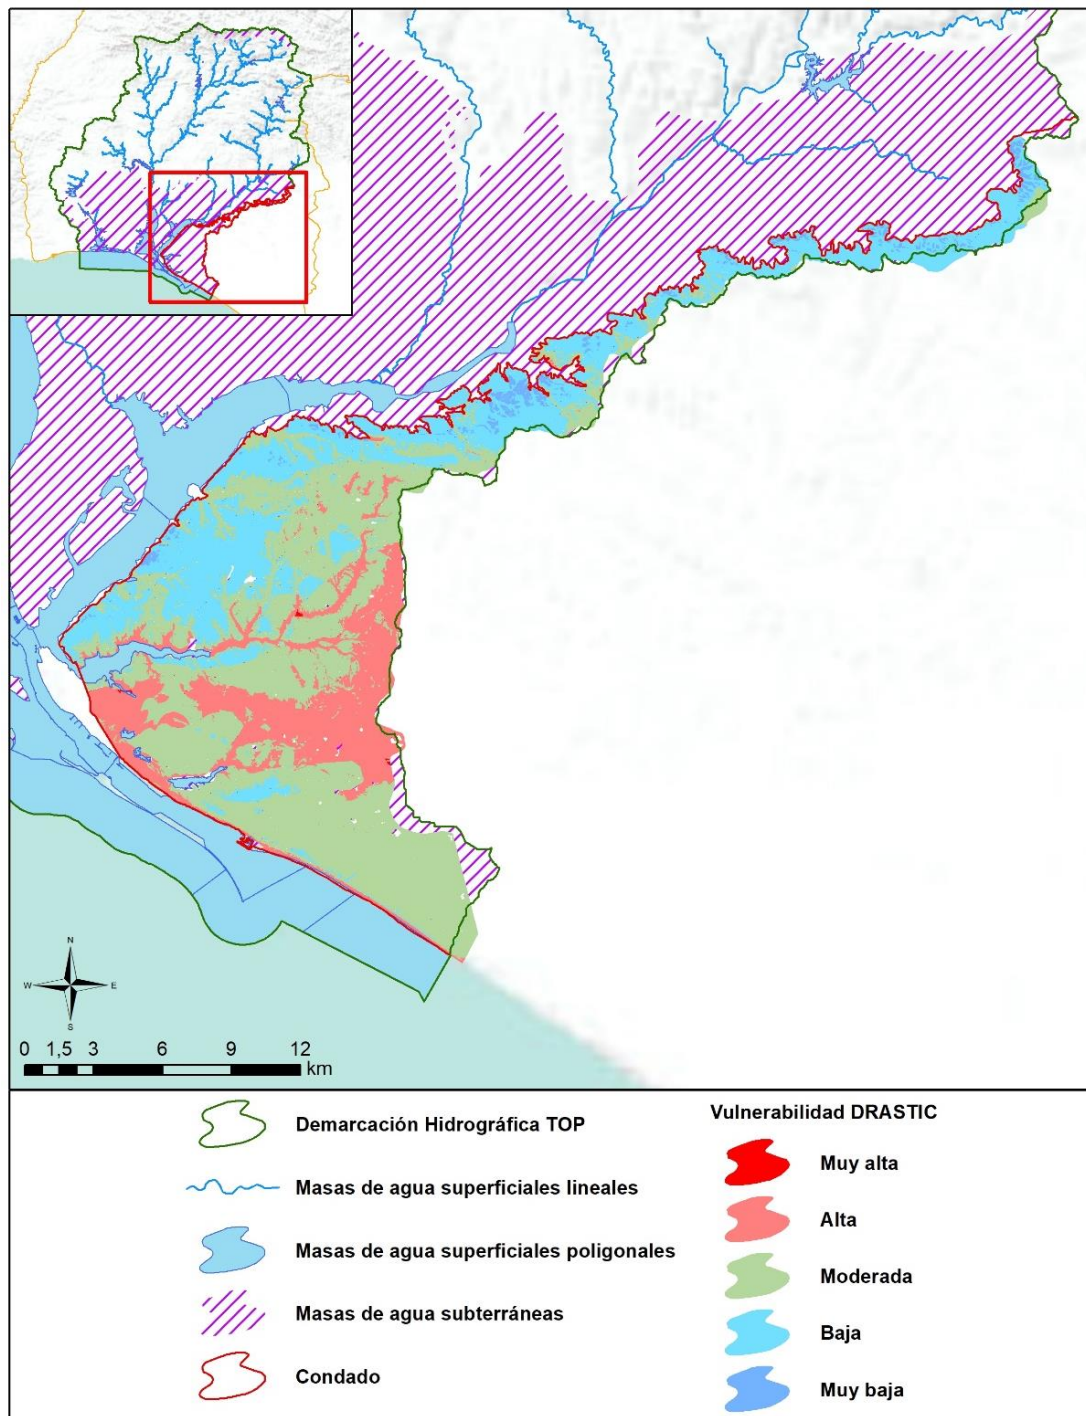 N
W
E
S
0 1,5 3 6 9 12
km
Demarcación Hidrográfica TOP
Masas de agua superficiales lineales
Masas de agua superficiales poligonales
Masas de agua subterráneas
Condado
Vulnerabilidad DRASTIC
Muy alta
Alta
Moderada
Baja
Muy baja